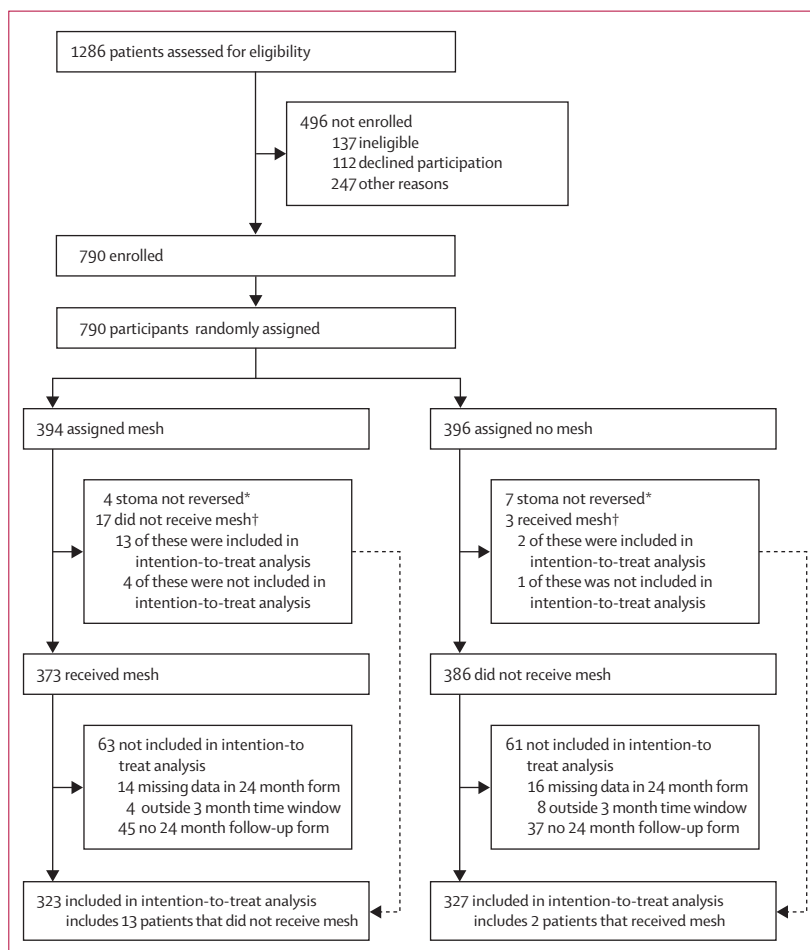 1286 patients assessed for eligibility
496 not enrolled
137 ineligible
112 declined participation
247 other reasons
790 enrolled
790 participants randomly assigned
394 assigned mesh
396 assigned no mesh
4 stoma not reversed*
17 did not receive mesh†
13 of these were included in
intention-to-treat analysis
4 of these were not included in
intention-to-treat analysis
7 stoma not reversed*
3 received mesh†
2 of these were included in
intention-to-treat analysis
1 of these was not included in
intention-to-treat analysis
373 received mesh
386 did not receive mesh
63 not included in intention-to
treat analysis
14 missing data in 24 month form
4 outside 3 month time window
45 no 24 month follow-up form
61 not included in intention-to
treat analysis
16 missing data in 24 month form
8 outside 3 month time window
37 no 24 month follow-up form
323 included in intention-to-treat analysis
includes 13 patients that did not receive mesh
327 included in intention-to-treat analysis
includes 2 patients that received mesh